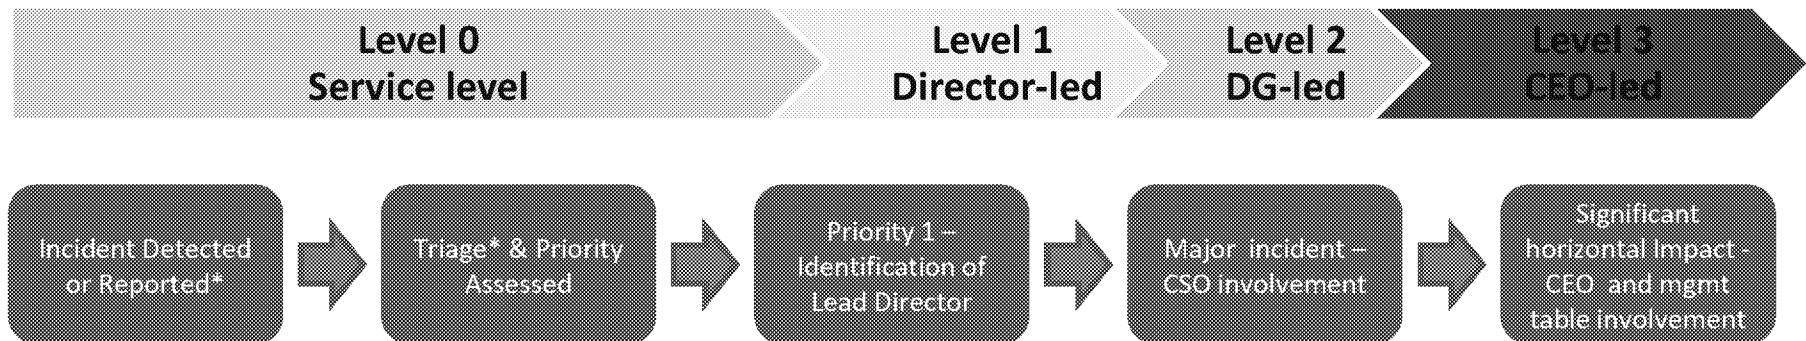 Level 0
Service level
Level 1
Director-led
Level 2
DG-led
Level 3
CEO-led
Incident Detected
or Reported*
Triage* & Priority
Assessed
Priority 1 –
Identification of
Lead Director
Major incident –
CSO involvement
Significant
horizontal Impact -
CEO and mgmt
table involvement